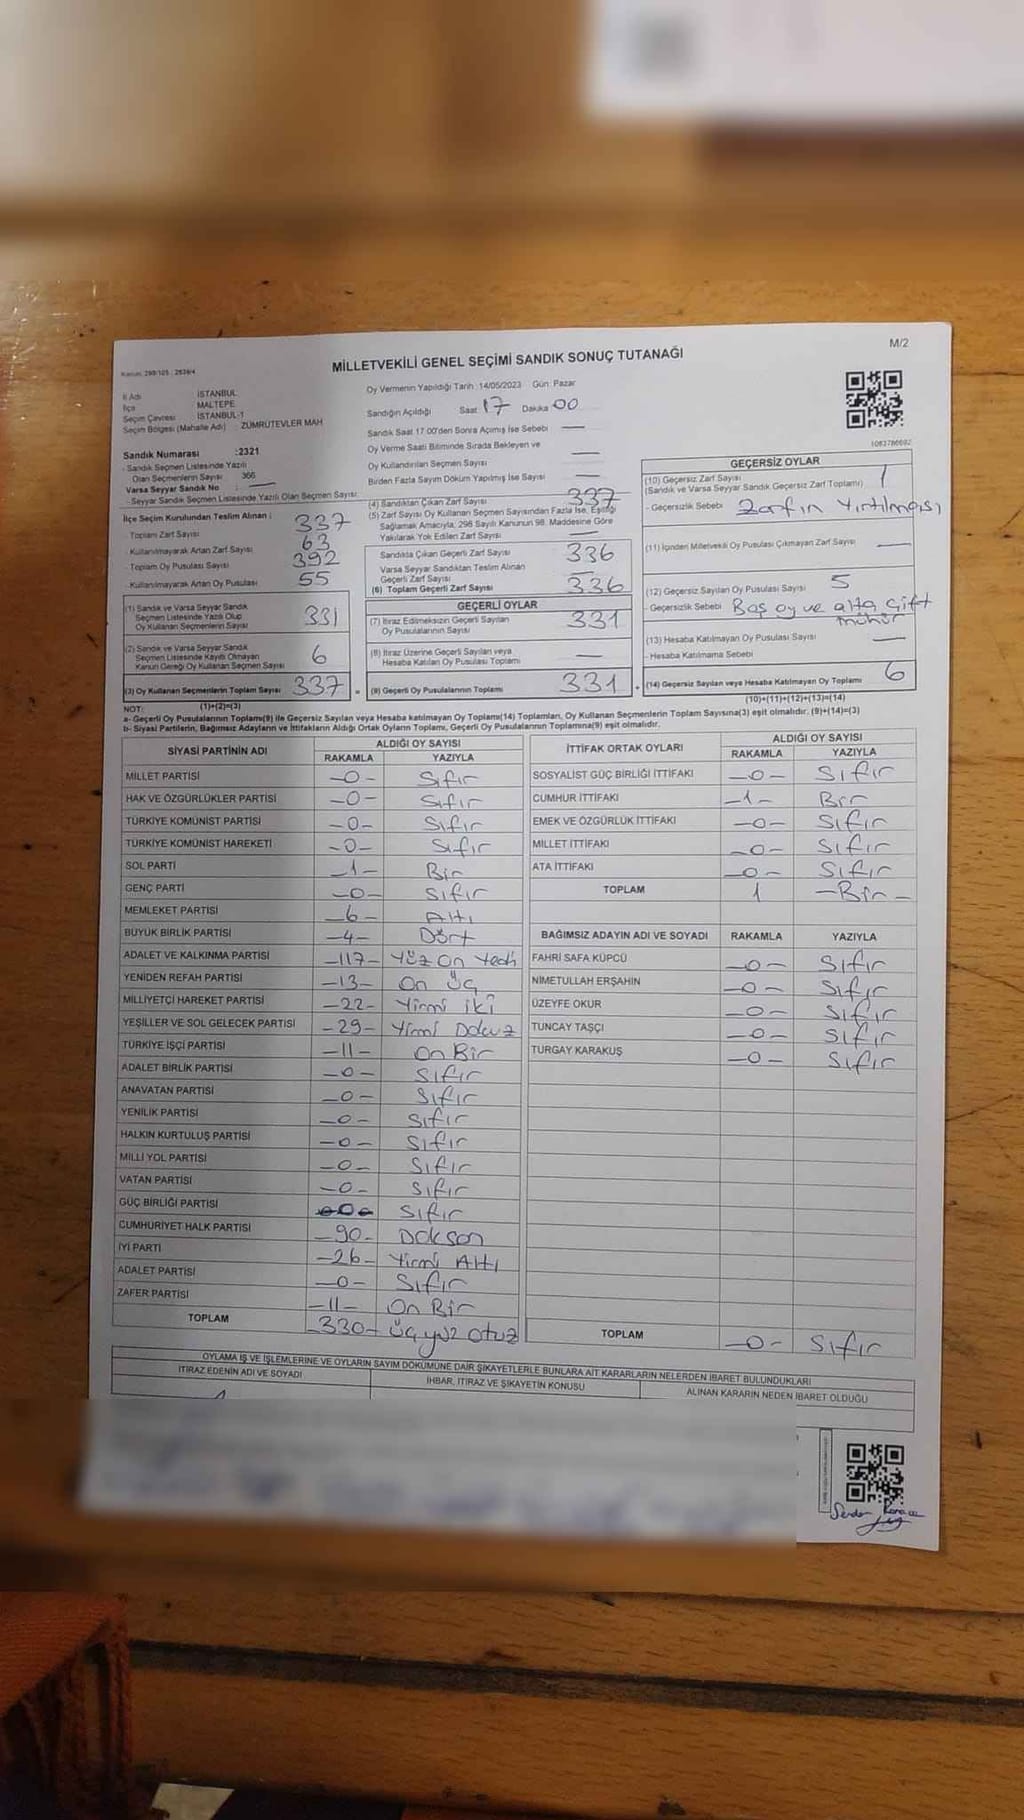 M/2
MİLLETVEKİLİ GENEL SEÇİMİ SANDIK SONUÇ TUTANAĞI
İl Adı İSTANBUL
İlçe MALTEPE
Seçim Çevresi İSTANBUL-1
Seçim Bölgesi (Mahalle Adı) : ZÜMRÜTEVLER MAH
Oy Vermenin Yapıldığı Tarih :14/05/2023 Gün: Pazar
Sandığın Açıldığı Saat 17 Dakika 00
Sandık Saat 17:00'den Sonra Açılmış İse Sebebi —
Oy Verme Saati Bitiminde Sırada Bekleyen ve
Oy Kullandırılan Seçmen Sayısı —
Birden Fazla Sayım Döküm Yapılmış İse Sayısı —
Sandık Numarası :2321
- Sandık Seçmen Listesinde Yazılı
Olan Seçmenlerin Sayısı 366
Varsa Seyyar Sandık No : —
- Seyyar Sandık Seçmen Listesinde Yazılı Olan Seçmen Sayısı:
İlçe Seçim Kurulundan Teslim Alınan :
- Toplam Zarf Sayısı 337
- Kullanılmayarak Artan Zarf Sayısı 63
- Toplam Oy Pusulası Sayısı 392
- Kullanılmayarak Artan Oy Pusulası 55
(1) Sandık ve Varsa Seyyar Sandık
Seçmen Listesinde Yazılı Olup
Oy Kullanan Seçmenlerin Sayısı 331
(2) Sandık ve Varsa Seyyar Sandık
Seçmen Listesinde Kayıtlı Olmayan
Kanun Gereği Oy Kullanan Seçmen Sayısı 6
(3) Oy Kullanan Seçmenlerin Toplam Sayısı 337
(1)+(2)=(3)
(4) Sandıktan Çıkan Zarf Sayısı 337
(5) Zarf Sayısı Oy Kullanan Seçmen Sayısından Fazla İse, Eşitliği
Sağlamak Amacıyla, 298 Sayılı Kanunun 98. Maddesine Göre
Yakılarak Yok Edilen Zarf Sayısı —
Sandıkta Çıkan Geçerli Zarf Sayısı 336
Varsa Seyyar Sandıktan Teslim Alınan
Geçerli Zarf Sayısı —
(6) Toplam Geçerli Zarf Sayısı 336
GEÇERLİ OYLAR
(7) İtiraz Edilmeksizin Geçerli Sayılan
Oy Pusulalarının Sayısı 331
(8) İtiraz Üzerine Geçerli Sayılan veya
Hesaba Katılan Oy Pusulası Toplamı —
= (9) Geçerli Oy Pusulalarının Toplamı 331 +
1083786692
GEÇERSİZ OYLAR
(10) Geçersiz Zarf Sayısı 1
(Sandık ve Varsa Seyyar Sandık Geçersiz Zarf Toplamı)
- Geçersizlik Sebebi Zarfın Yırtılması
(11) İçinden Milletvekili Oy Pusulası Çıkmayan Zarf Sayısı —
(12) Geçersiz Sayılan Oy Pusulası Sayısı 5
- Geçersizlik Sebebi Boş oy ve alta çift
mühür
(13) Hesaba Katılmayan Oy Pusulası Sayısı —
- Hesaba Katılmama Sebebi
(14) Geçersiz Sayılan veya Hesaba Katılmayan Oy Toplamı 6
(10)+(11)+(12)+(13)=(14)
NOT:
a- Geçerli Oy Pusulalarının Toplamı(9) ile Geçersiz Sayılan veya Hesaba katılmayan Oy Toplamı(14) Toplamları, Oy Kullanan Seçmenlerin Toplam Sayısına(3) eşit olmalıdır. (9)+(14)=(3)
b- Siyasi Partilerin, Bağımsız Adayların ve İttifakların Aldığı Ortak Oyların Toplamı, Geçerli Oy Pusulalarının Toplamına(9) eşit olmalıdır.
SİYASİ PARTİNİN ADI ALDIĞI OY SAYISI
RAKAMLA YAZIYLA
MİLLET PARTİSİ -0- Sıfır
HAK VE ÖZGÜRLÜKLER PARTİSİ -0- Sıfır
TÜRKİYE KOMÜNİST PARTİSİ -0- Sıfır
TÜRKİYE KOMÜNİST HAREKETİ -0- Sıfır
SOL PARTİ -1- Bir
GENÇ PARTİ -0- Sıfır
MEMLEKET PARTİSİ -6- Altı
BÜYÜK BİRLİK PARTİSİ -4- Dört
ADALET VE KALKINMA PARTİSİ -117- Yüz On Yedi
YENİDEN REFAH PARTİSİ -13- On Üç
MİLLİYETÇİ HAREKET PARTİSİ -22- Yirmi iki
YEŞİLLER VE SOL GELECEK PARTİSİ -29- Yirmi Dokuz
TÜRKİYE İŞÇİ PARTİSİ -11- On Bir
ADALET BİRLİK PARTİSİ -0- Sıfır
ANAVATAN PARTİSİ -0- Sıfır
YENİLİK PARTİSİ -0- Sıfır
HALKIN KURTULUŞ PARTİSİ -0- Sıfır
MİLLİ YOL PARTİSİ -0- Sıfır
VATAN PARTİSİ -0- Sıfır
GÜÇ BİRLİĞİ PARTİSİ -0- Sıfır
CUMHURİYET HALK PARTİSİ -90- Doksan
İYİ PARTİ -26- Yirmi Altı
ADALET PARTİSİ -0- Sıfır
ZAFER PARTİSİ -11- On Bir
TOPLAM -330- Üçyüz otuz
İTTİFAK ORTAK OYLARI ALDIĞI OY SAYISI
RAKAMLA YAZIYLA
SOSYALİST GÜÇ BİRLİĞİ İTTİFAKI -0- Sıfır
CUMHUR İTTİFAKI -1- Bir
EMEK VE ÖZGÜRLÜK İTTİFAKI -0- Sıfır
MİLLET İTTİFAKI -0- Sıfır
ATA İTTİFAKI -0- Sıfır
TOPLAM 1 -Bir-
BAĞIMSIZ ADAYIN ADI VE SOYADI RAKAMLA YAZIYLA
FAHRİ SAFA KÜPCÜ -0- Sıfır
NİMETULLAH ERŞAHİN -0- Sıfır
ÜZEYFE OKUR -0- Sıfır
TUNCAY TAŞÇI -0- Sıfır
TURGAY KARAKUŞ -0- Sıfır
TOPLAM -0- Sıfır
OYLAMA İŞ VE İŞLEMLERİNE VE OYLARIN SAYIM DÖKÜMÜNE DAİR ŞİKAYETLERLE BUNLARA AİT KARARLARIN NELERDEN İBARET BULUNDUKLARI
İTİRAZ EDENİN ADI VE SOYADI İHBAR, İTİRAZ VE ŞİKAYETİN KONUSU ALINAN KARARIN NEDEN İBARET OLDUĞU